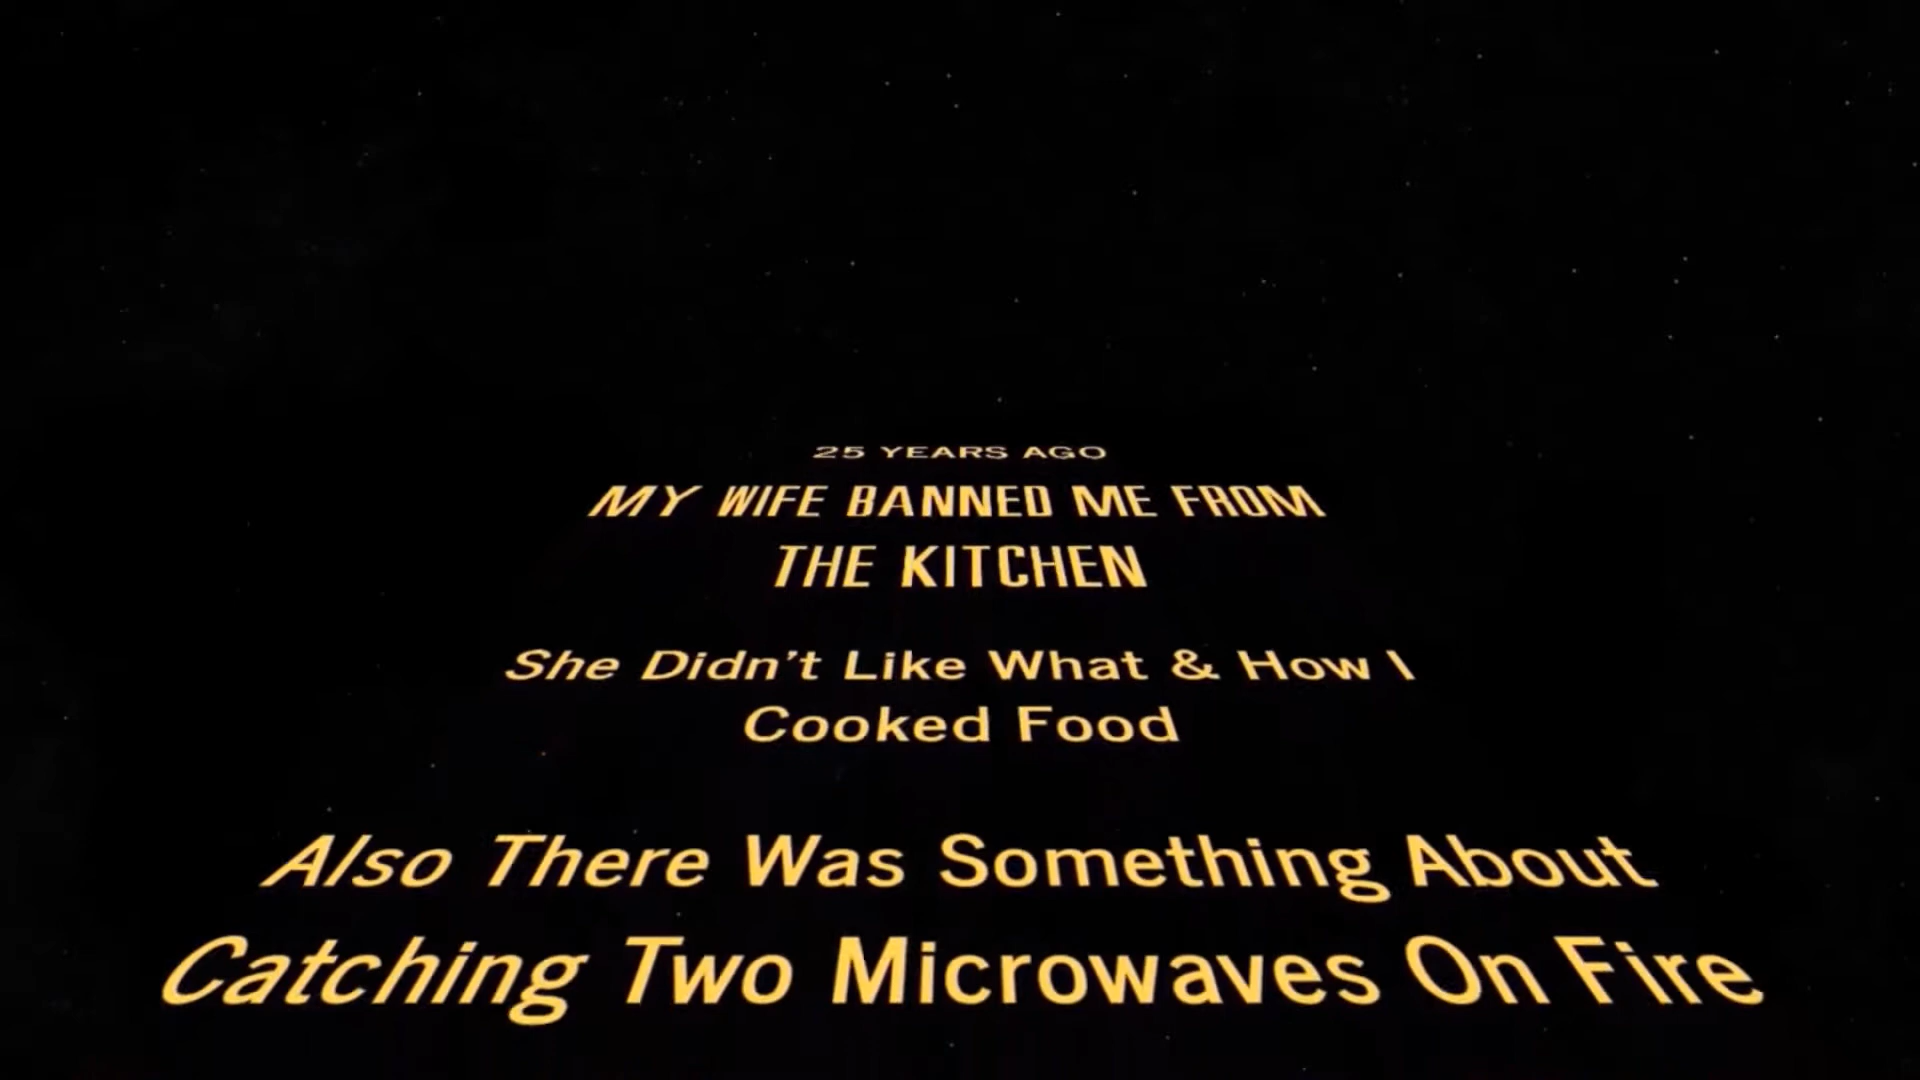 25 YEARS AGO
MY WIFE BANNED ME FROM
THE KITCHEN
She Didn't Like What & How I
Cooked Food
Also There Was Something About
Catching Two Microwaves On Fire